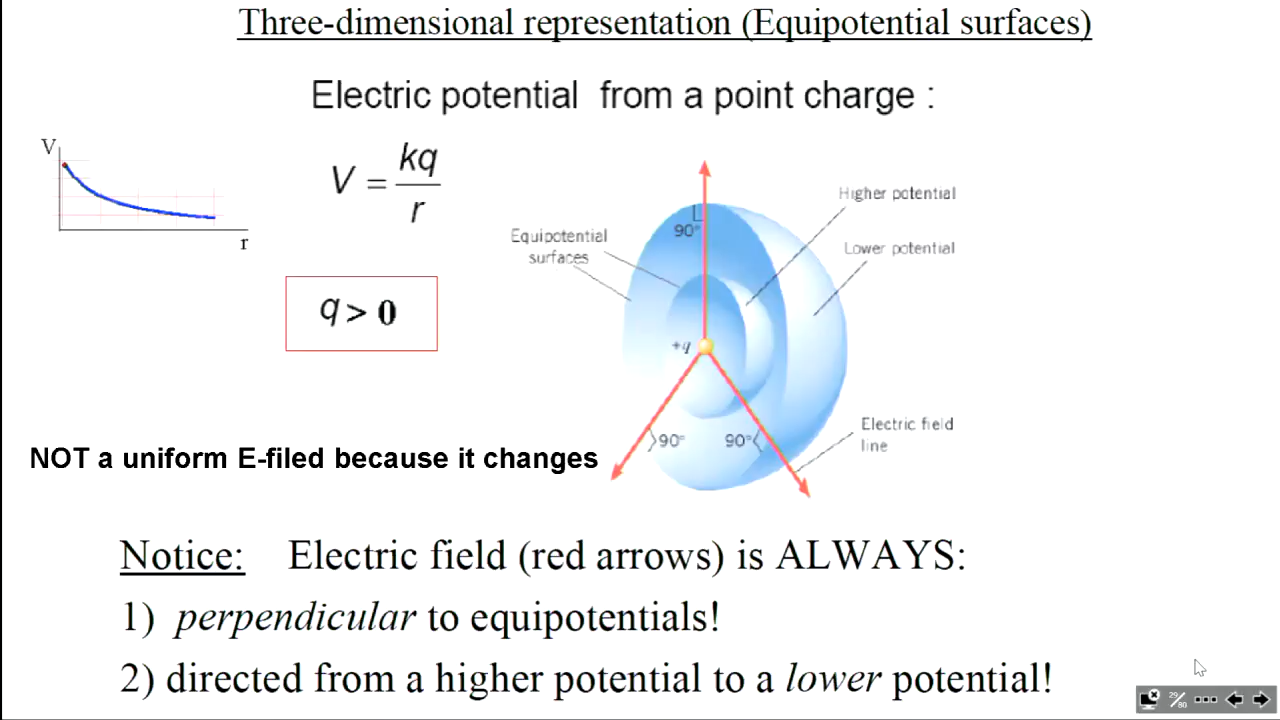 Three-dimensional representation (Equipotential surfaces)
Electric potential from a point charge :
V
r
V = kq/r
q > 0
Equipotential
surfaces
90°
Higher potential
Lower potential
+q
90°
90°
Electric field
line
NOT a uniform E-filed because it changes
Notice: Electric field (red arrows) is ALWAYS:
1) perpendicular to equipotentials!
2) directed from a higher potential to a lower potential!
29/80